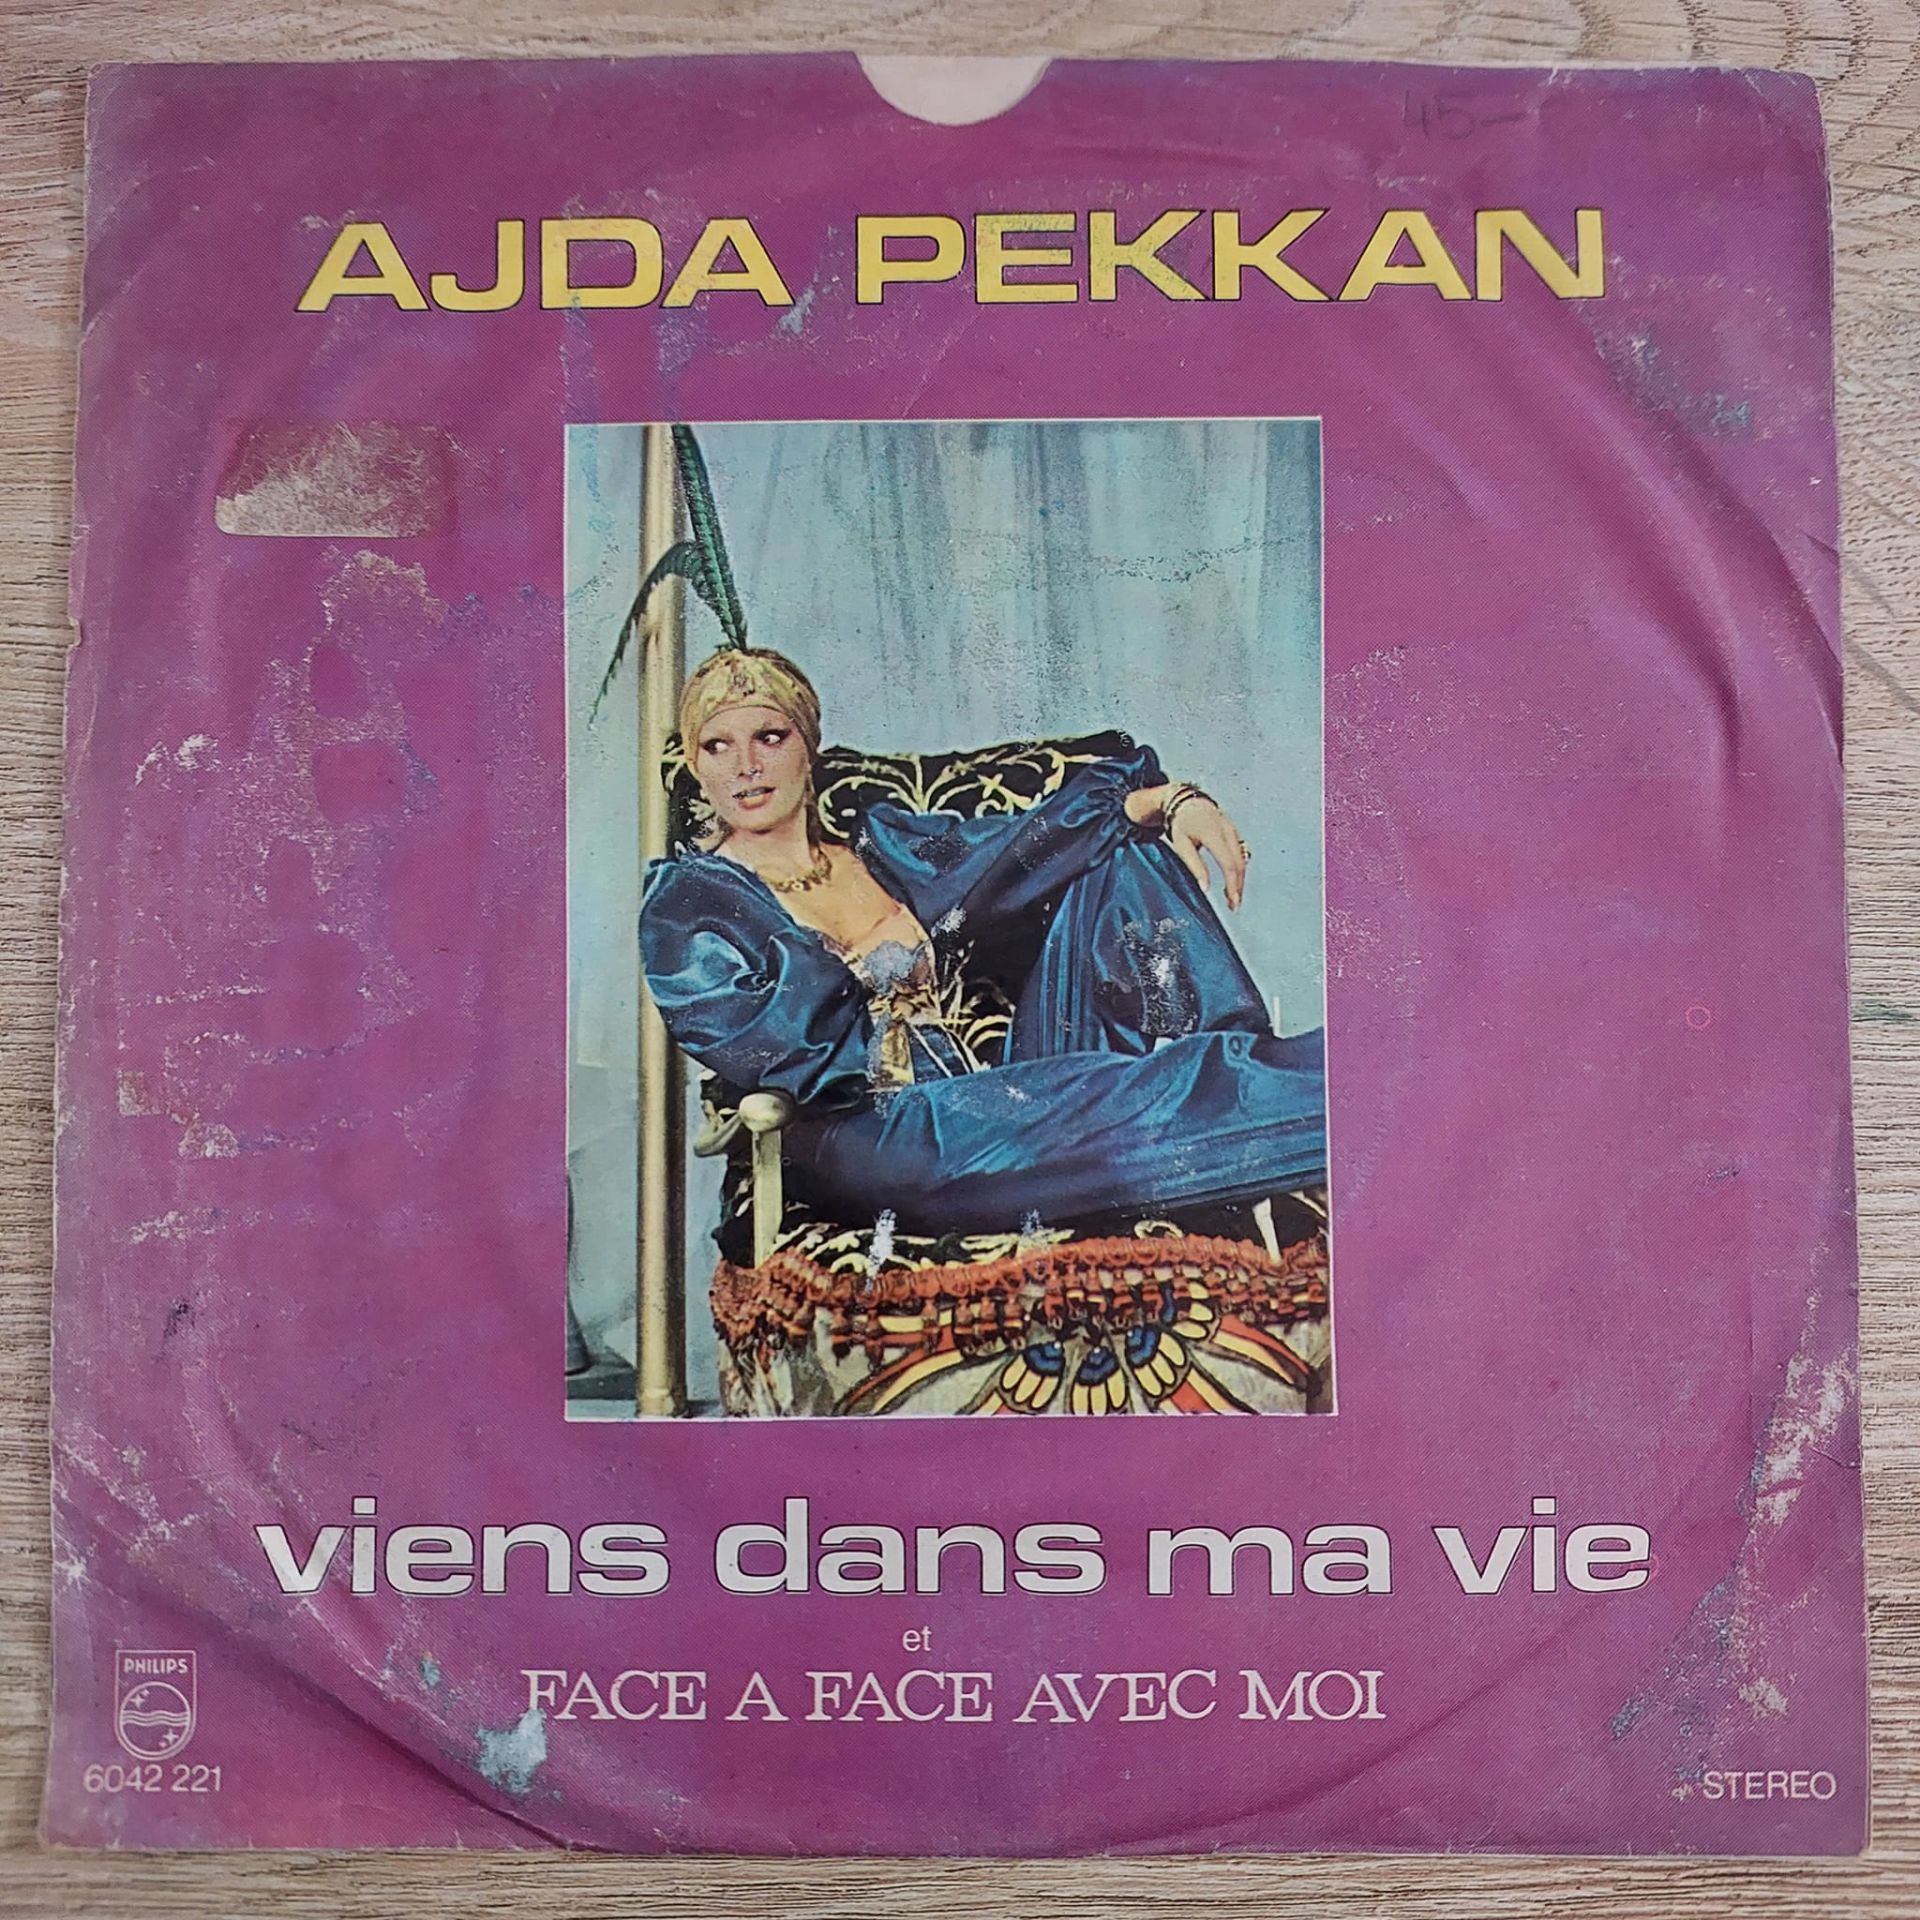 45-
AJDA PEKKAN
viens dans ma vie
et
FACE A FACE AVEC MOI
PHILIPS
6042 221
STEREO